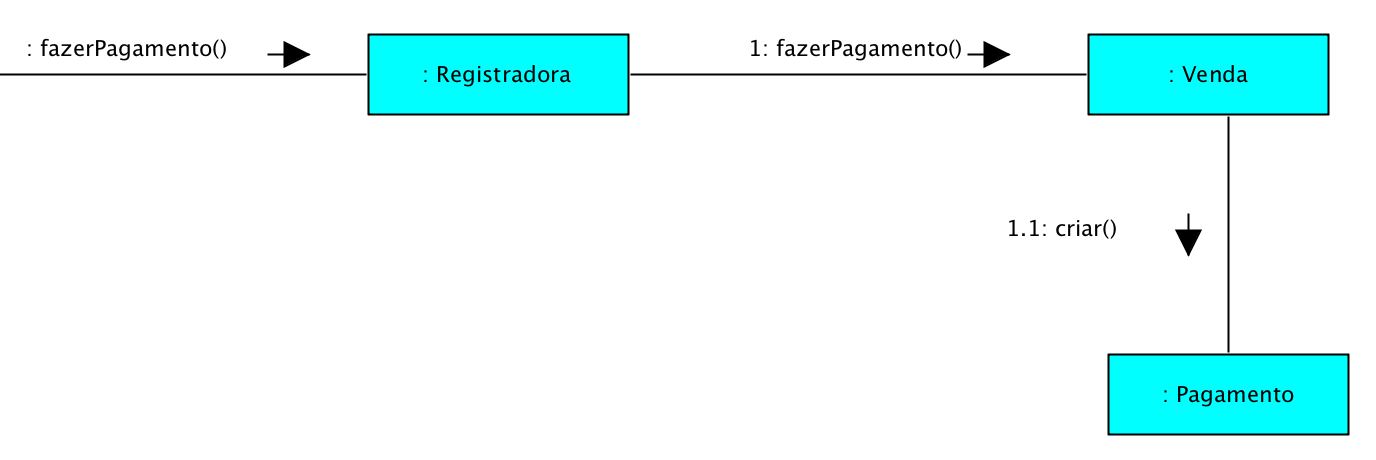 : fazerPagamento()
: Registradora
1: fazerPagamento()
: Venda
1.1: criar()
: Pagamento